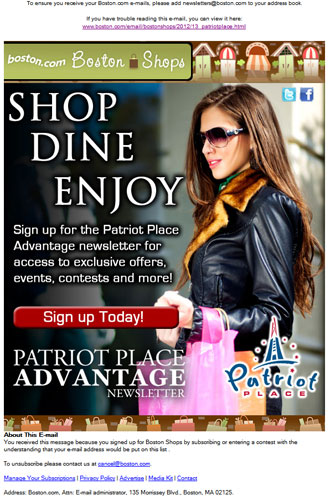 To ensure you receive your Boston.com e-mails, please add newsletters@boston.com to your address book.
If you have trouble reading this e-mail, you can view it here:
www.boston.com/email/bostonshops/2012/13_patriotplace.html
boston.com Boston Shops
SHOP
DINE
ENJOY
Sign up for the Patriot Place
Advantage newsletter for
access to exclusive offers,
events, contests and more!
Sign up Today!
PATRIOT PLACE
ADVANTAGE
NEWSLETTER
Patriot
PLACE
About This E-mail
You received this message because you signed up for Boston Shops by subscribing or entering a contest with the
understanding that your e-mail address would be put on this list .
To unsubscribe please contact us at cancel@boston.com.
Manage Your Subscriptions | Privacy Policy | Advertise | Media Kit | Contact
Address: Boston.com, Attn: E-mail administrator, 135 Morrissey Blvd., Boston, MA 02125.